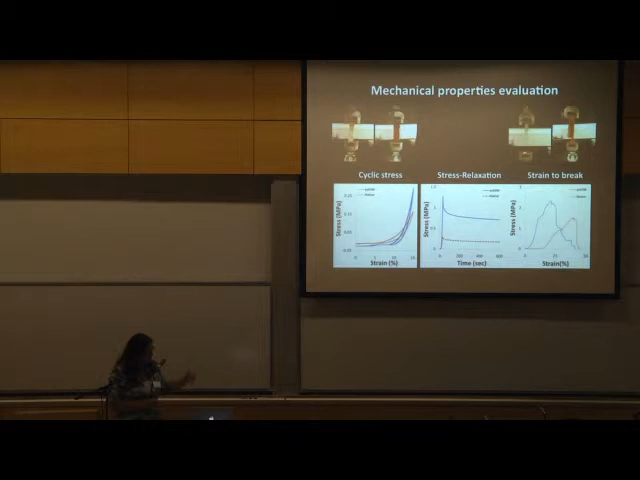 Mechanical properties evaluation
Cyclic stress
Stress-Relaxation
Strain to break
Stress (MPa)
Strain (%)
Stress (MPa)
Time (sec)
Stress (MPa)
Strain(%)